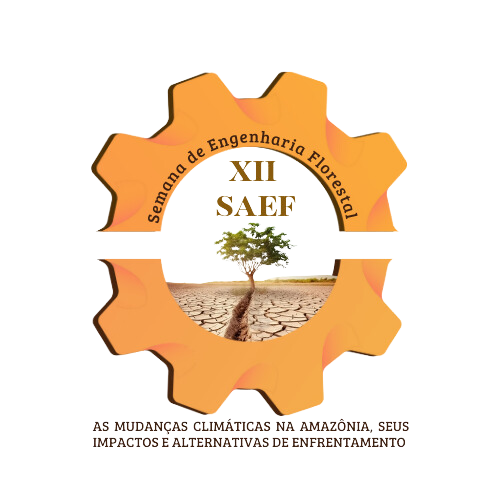 Semana de Engenharia Florestal
XII
SAEF
AS MUDANÇAS CLIMÁTICAS NA AMAZÔNIA, SEUS
IMPACTOS E ALTERNATIVAS DE ENFRENTAMENTO